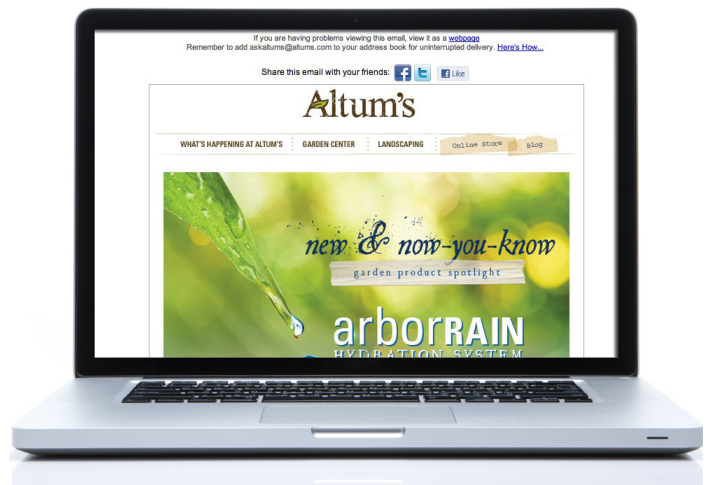 If you are having problems viewing this email, view it as a webpage
Remember to add askaltums@altums.com to your address book for uninterrupted delivery. Here's How...
Share this email with your friends: f t f Like
Altum's
WHAT'S HAPPENING AT ALTUM'S GARDEN CENTER LANDSCAPING Online Store Blog
new & now-you-know
garden product spotlight
arborRAIN
HYDRATION SYSTEM